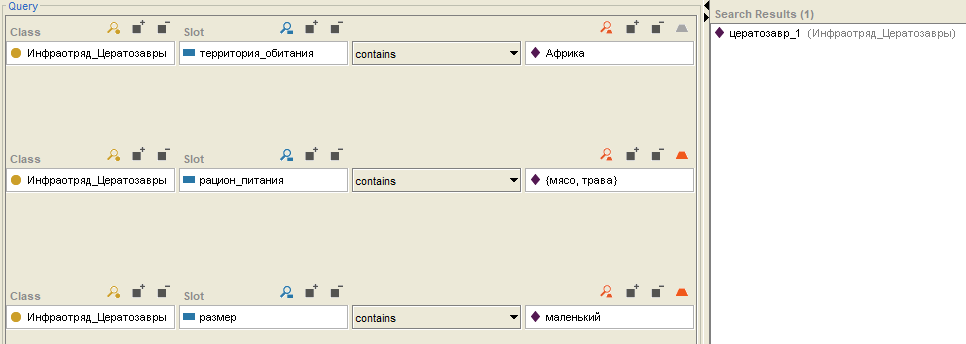 Query
Search Results (1)
Class Slot
Инфраотряд_Цератозавры территория_обитания contains Африка
цератозавр_1 (Инфраотряд_Цератозавры)
Class Slot
Инфраотряд_Цератозавры рацион_питания contains {мясо, трава}
Class Slot
Инфраотряд_Цератозавры размер contains маленький